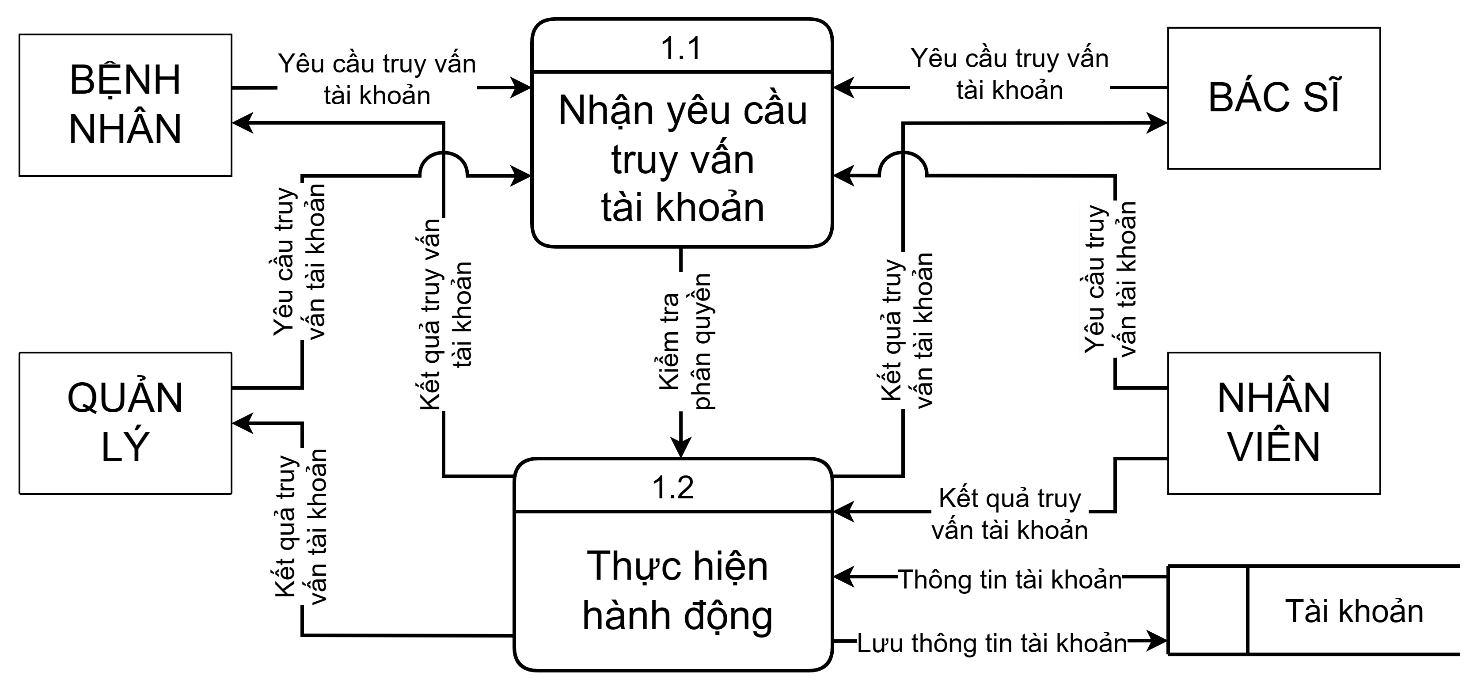 BỆNH
NHÂN
Yêu cầu truy vấn
tài khoản
1.1
Nhận yêu cầu
truy vấn
tài khoản
Yêu cầu truy vấn
tài khoản
BÁC SĨ
Yêu cầu truy
vấn tài khoản
Kết quả truy vấn
tài khoản
Kiểm tra
phân quyền
Kết quả truy
vấn tài khoản
Yêu cầu truy
vấn tài khoản
QUẢN
LÝ
NHÂN
VIÊN
Kết quả truy
vấn tài khoản
1.2
Thực hiện
hành động
Kết quả truy
vấn tài khoản
Thông tin tài khoản
Lưu thông tin tài khoản
Tài khoản